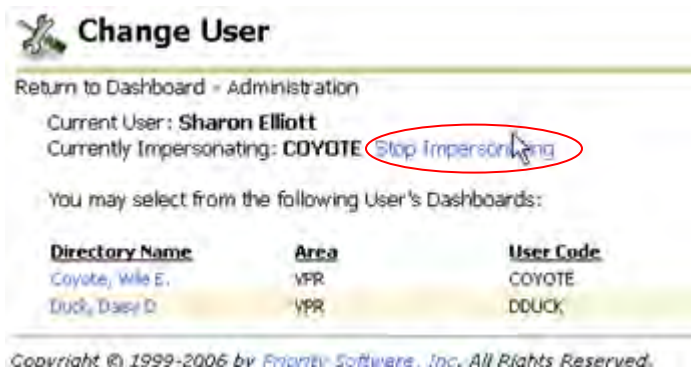 Change User
Return to Dashboard - Administration
Current User: Sharon Elliott
Currently Impersonating: COYOTE Stop Impersonating
You may select from the following User's Dashboards:
Directory Name Area User Code
Coyote, Wile E. VPR COYOTE
Duck, Daisy D VPR DDUCK
Copyright © 1999-2006 by Priority Software, Inc. All Rights Reserved.